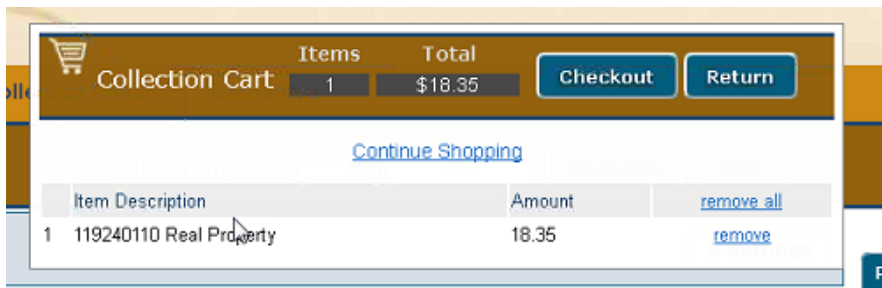 Items Total
Collection Cart 1 $18.35 Checkout Return
Continue Shopping
Item Description Amount remove all
1 119240110 Real Property 18.35 remove